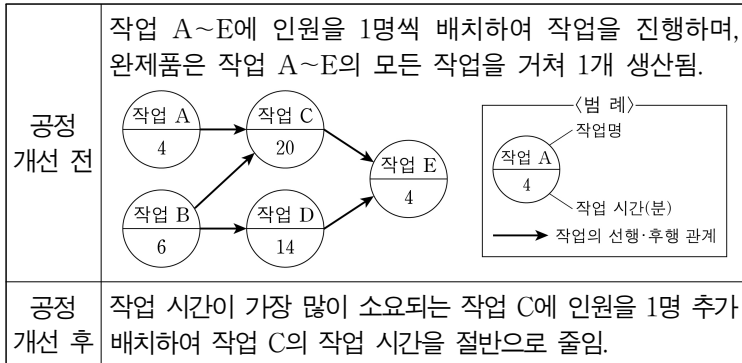 공정
개선 전
작업 A~E에 인원을 1명씩 배치하여 작업을 진행하며,
완제품은 작업 A~E의 모든 작업을 거쳐 1개 생산됨.
작업 A
4
작업 C
20
작업 E
4
작업 B
6
작업 D
14
〈범 례〉
작업명
작업 A
4
작업 시간(분)
작업의 선행·후행 관계
공정
개선 후
작업 시간이 가장 많이 소요되는 작업 C에 인원을 1명 추가
배치하여 작업 C의 작업 시간을 절반으로 줄임.